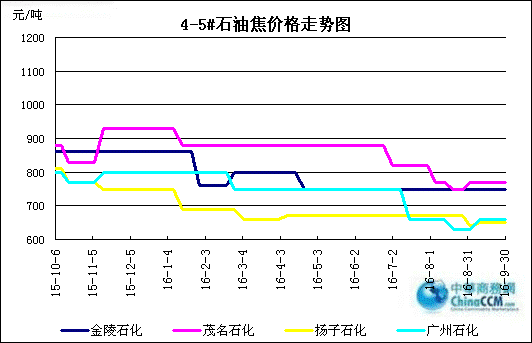 元/吨
4-5#石油焦价格走势图
1200
1100
1000
900
800
700
600
15-10-6
15-11-5
15-12-5
16-1-4
16-2-3
16-3-4
16-4-3
16-5-3
16-6-2
16-7-2
16-8-1
16-8-31
16-9-30
中华商务网
ChinaCCM.com
China Commodity Marketplace
金陵石化
茂名石化
扬子石化
广州石化